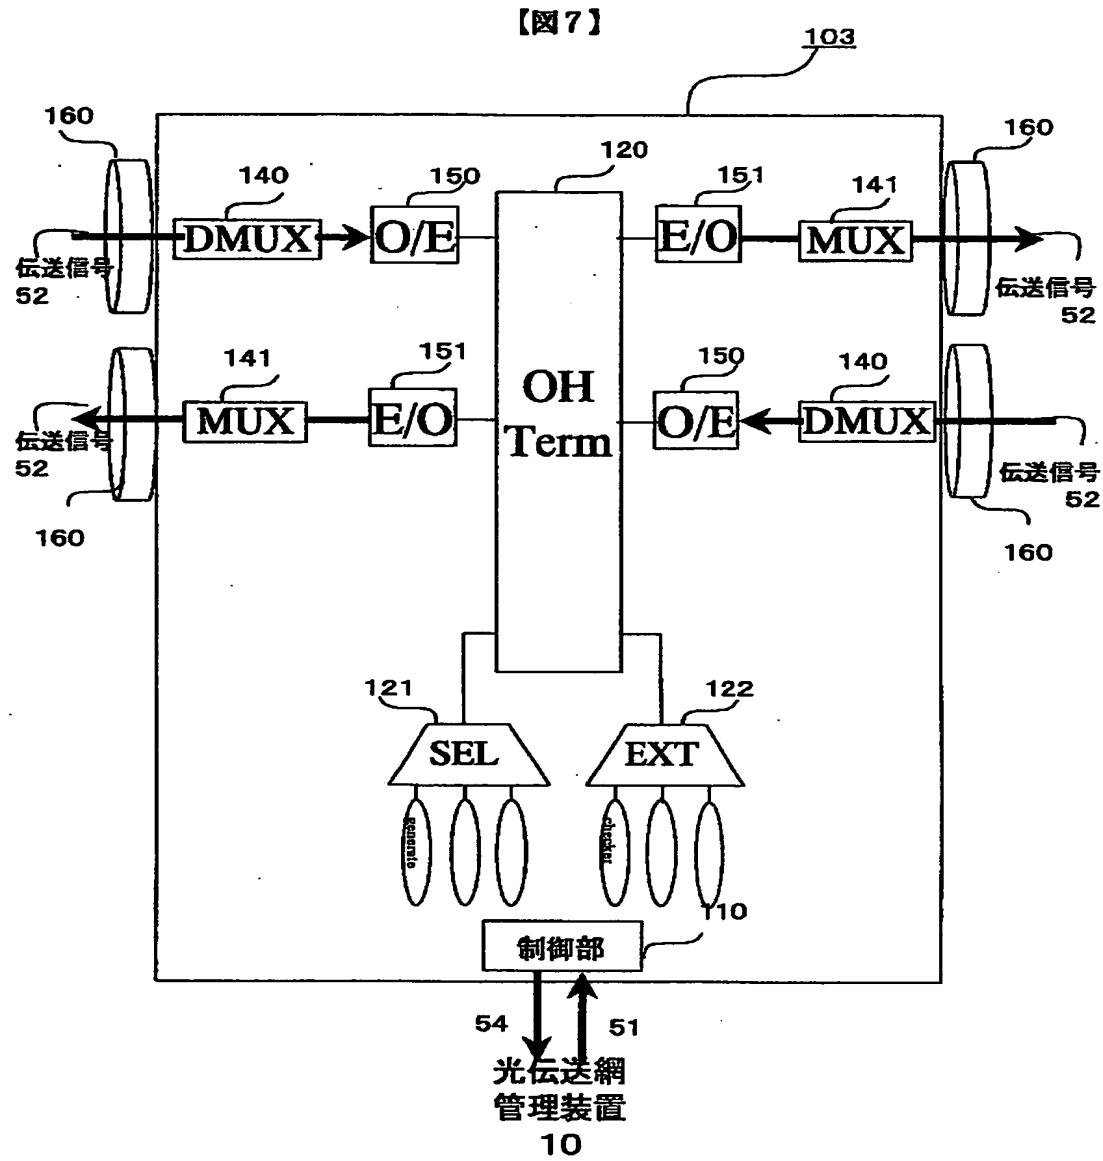 【図7】
103
160
160
140
150
120
151
141
DMUX
O/E
E/O
MUX
伝送信号
52
伝送信号
52
141
151
150
140
MUX
E/O
OH
Term
O/E
DMUX
伝送信号
52
伝送信号
52
160
160
121
122
SEL
EXT
generate
checker
110
制御部
54
51
光伝送網
管理装置
10